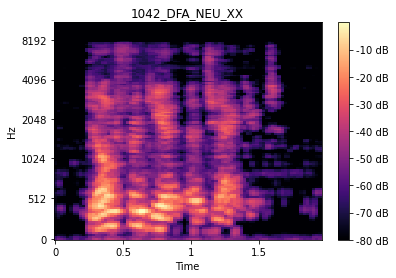 1042_DFA_NEU_XX
8192
4096
2048
1024
512
0
Hz
0
0.5
1
1.5
Time
-10 dB
-20 dB
-30 dB
-40 dB
-50 dB
-60 dB
-70 dB
-80 dB